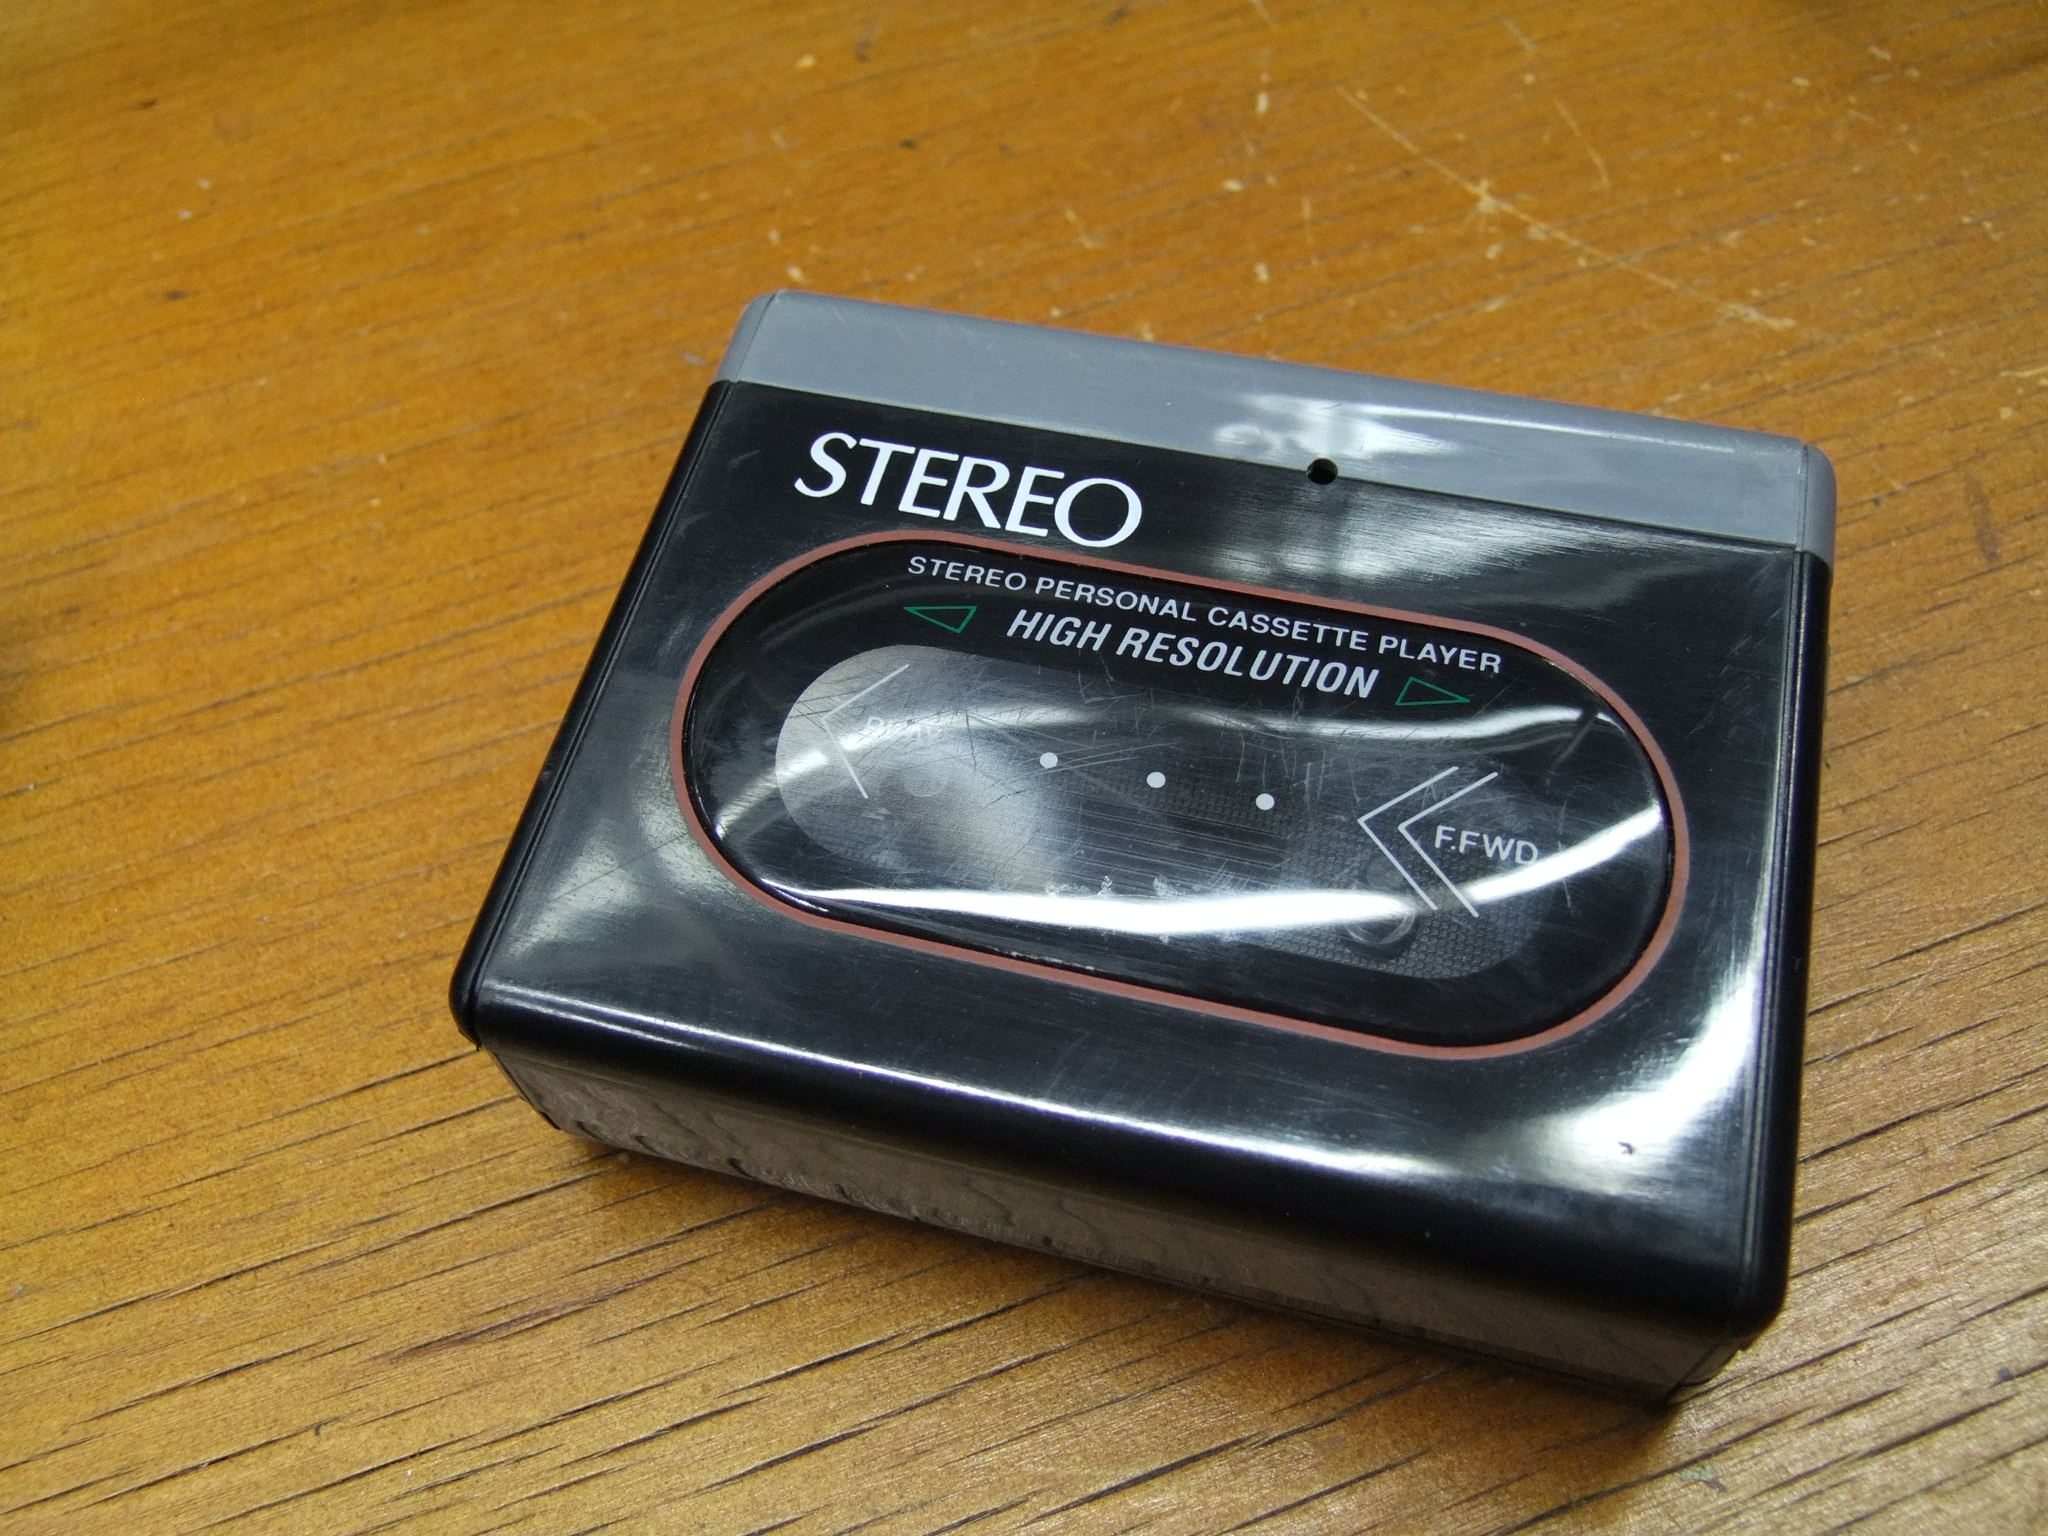 STEREO
STEREO PERSONAL CASSETTE PLAYER
HIGH RESOLUTION
PLAY
F.FWD